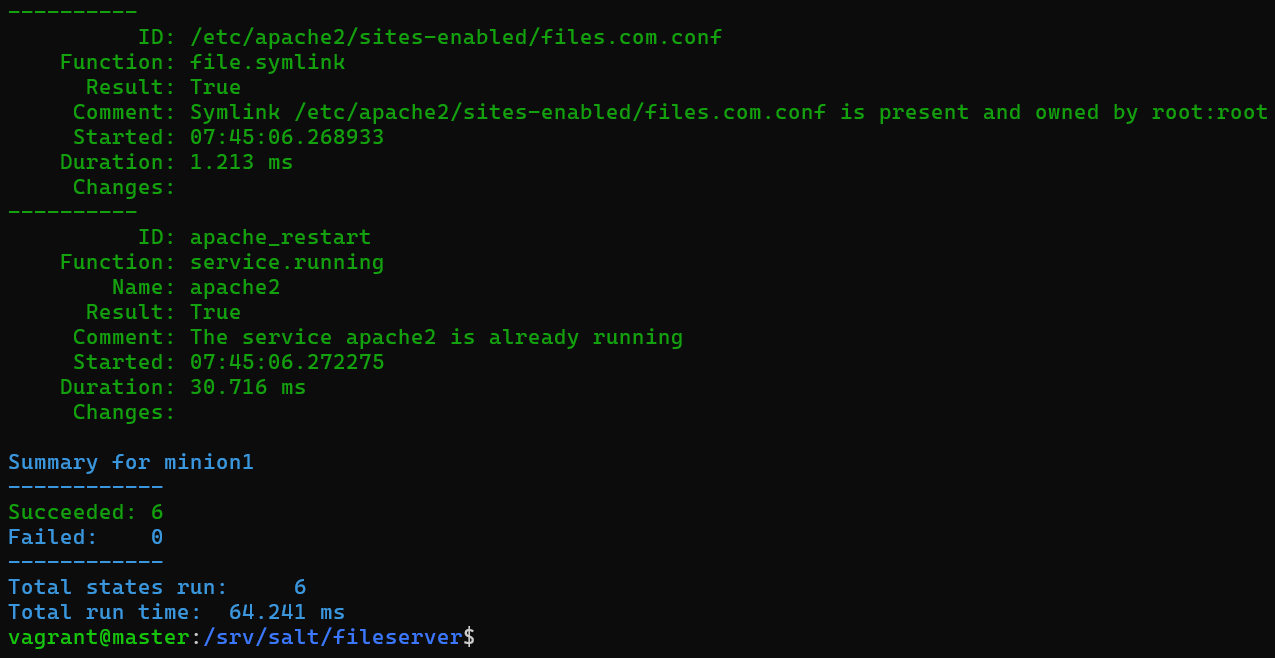 ----------
          ID: /etc/apache2/sites-enabled/files.com.conf
    Function: file.symlink
      Result: True
     Comment: Symlink /etc/apache2/sites-enabled/files.com.conf is present and owned by root:root
     Started: 07:45:06.268933
    Duration: 1.213 ms
     Changes:
----------
          ID: apache_restart
    Function: service.running
        Name: apache2
      Result: True
     Comment: The service apache2 is already running
     Started: 07:45:06.272275
    Duration: 30.716 ms
     Changes:

Summary for minion1
------------
Succeeded: 6
Failed:    0
------------
Total states run:     6
Total run time:  64.241 ms
vagrant@master:/srv/salt/fileserver$